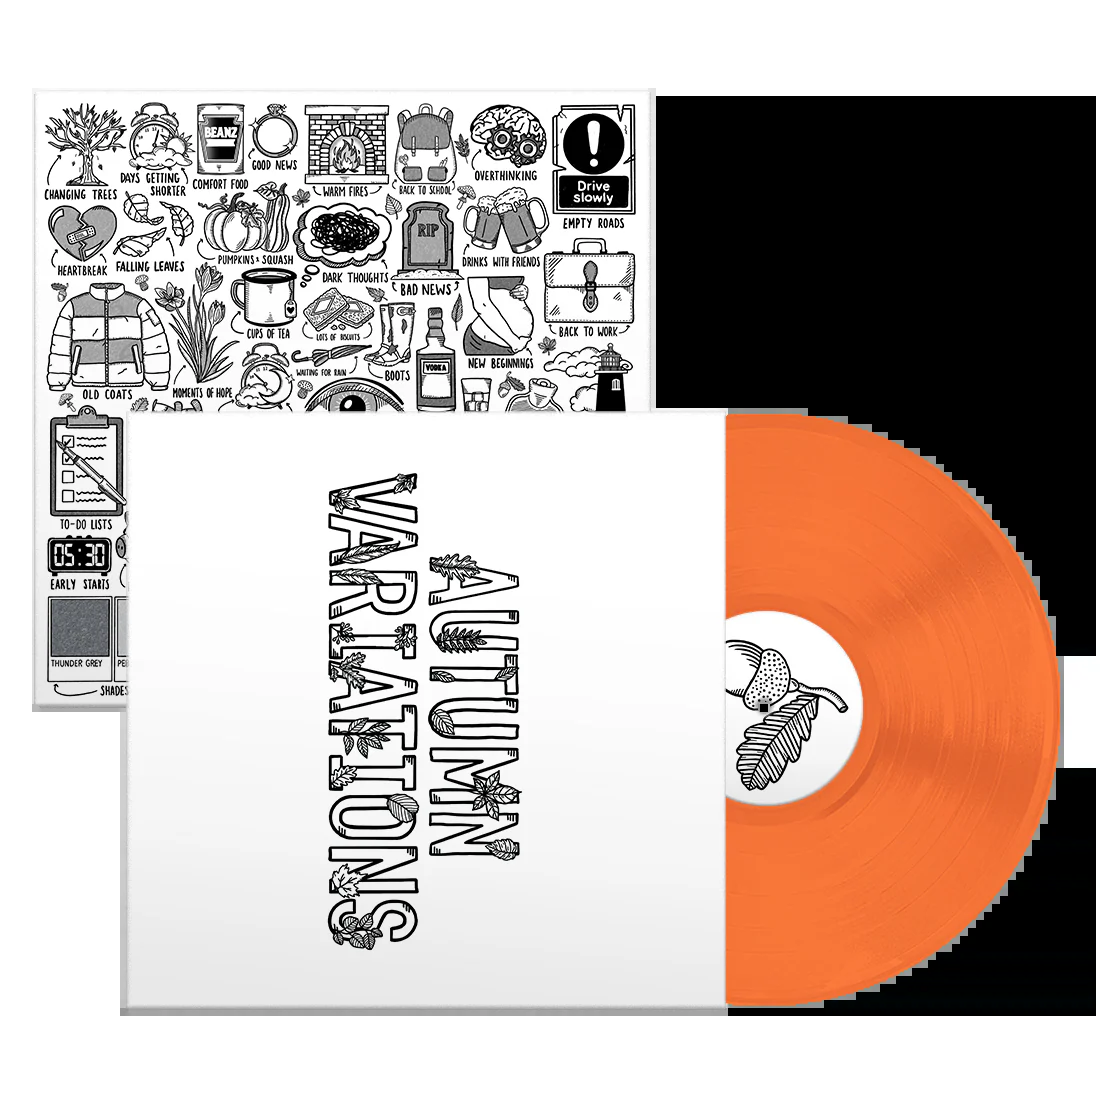 BEANZ
GOOD NEWS
Drive
slowly
CHANGING TREES
DAYS GETTING
SHORTER
COMFORT FOOD
WARM FIRES
BACK TO SCHOOL
OVERTHINKING
EMPTY ROADS
RIP
HEARTBREAK
FALLING LEAVES
PUMPKINS + SQUASH
DARK THOUGHTS
BAD NEWS
DRINKS WITH FRIENDS
BACK TO WORK
CUPS OF TEA
LOTS OF BISCUITS
WAITING FOR RAIN
BOOTS
VODKA
NEW BEGINNINGS
OLD COATS
MOMENTS OF HOPE
TO-DO LISTS
05:30
EARLY STARTS
THUNDER GREY
SHADES
AUTUMN
VARIATIONS